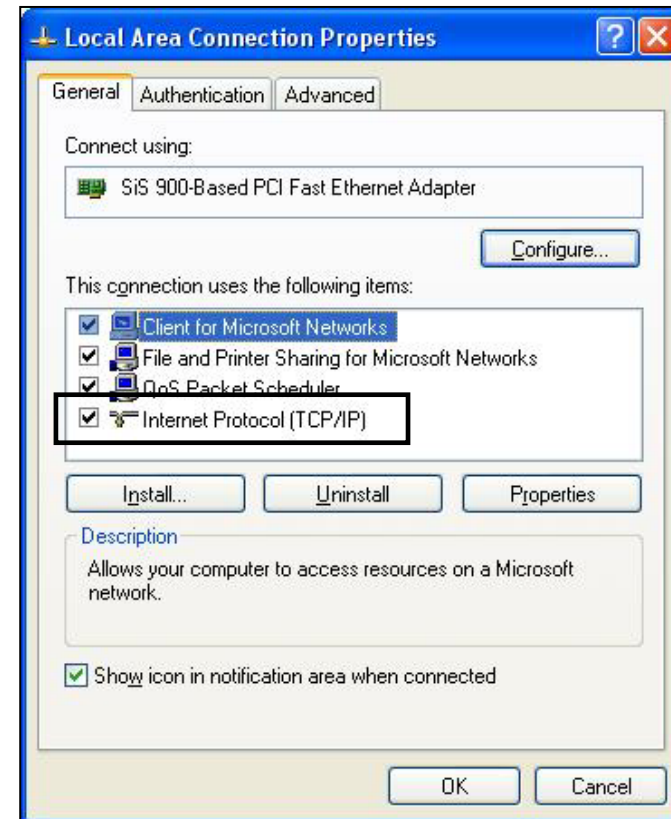 Local Area Connection Properties
General Authentication Advanced
Connect using:
SiS 900-Based PCI Fast Ethernet Adapter
Configure...
This connection uses the following items:
Client for Microsoft Networks
File and Printer Sharing for Microsoft Networks
QoS Packet Scheduler
Internet Protocol (TCP/IP)
Install... Uninstall Properties
Description
Allows your computer to access resources on a Microsoft
network.
Show icon in notification area when connected
OK Cancel